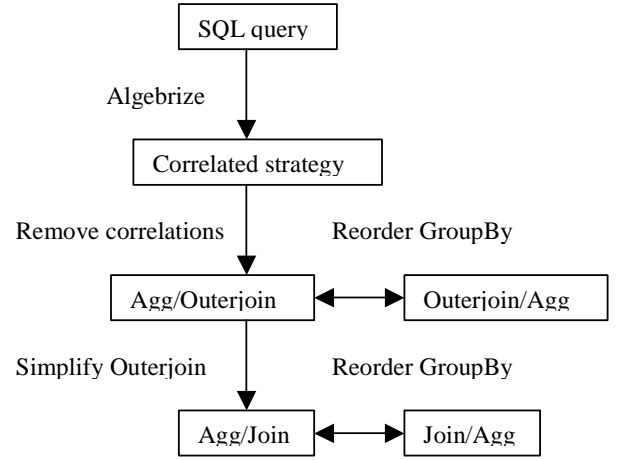 SQL query
Algebrize
Correlated strategy
Remove correlations
Reorder GroupBy
Agg/Outerjoin
Outerjoin/Agg
Simplify Outerjoin
Reorder GroupBy
Agg/Join
Join/Agg